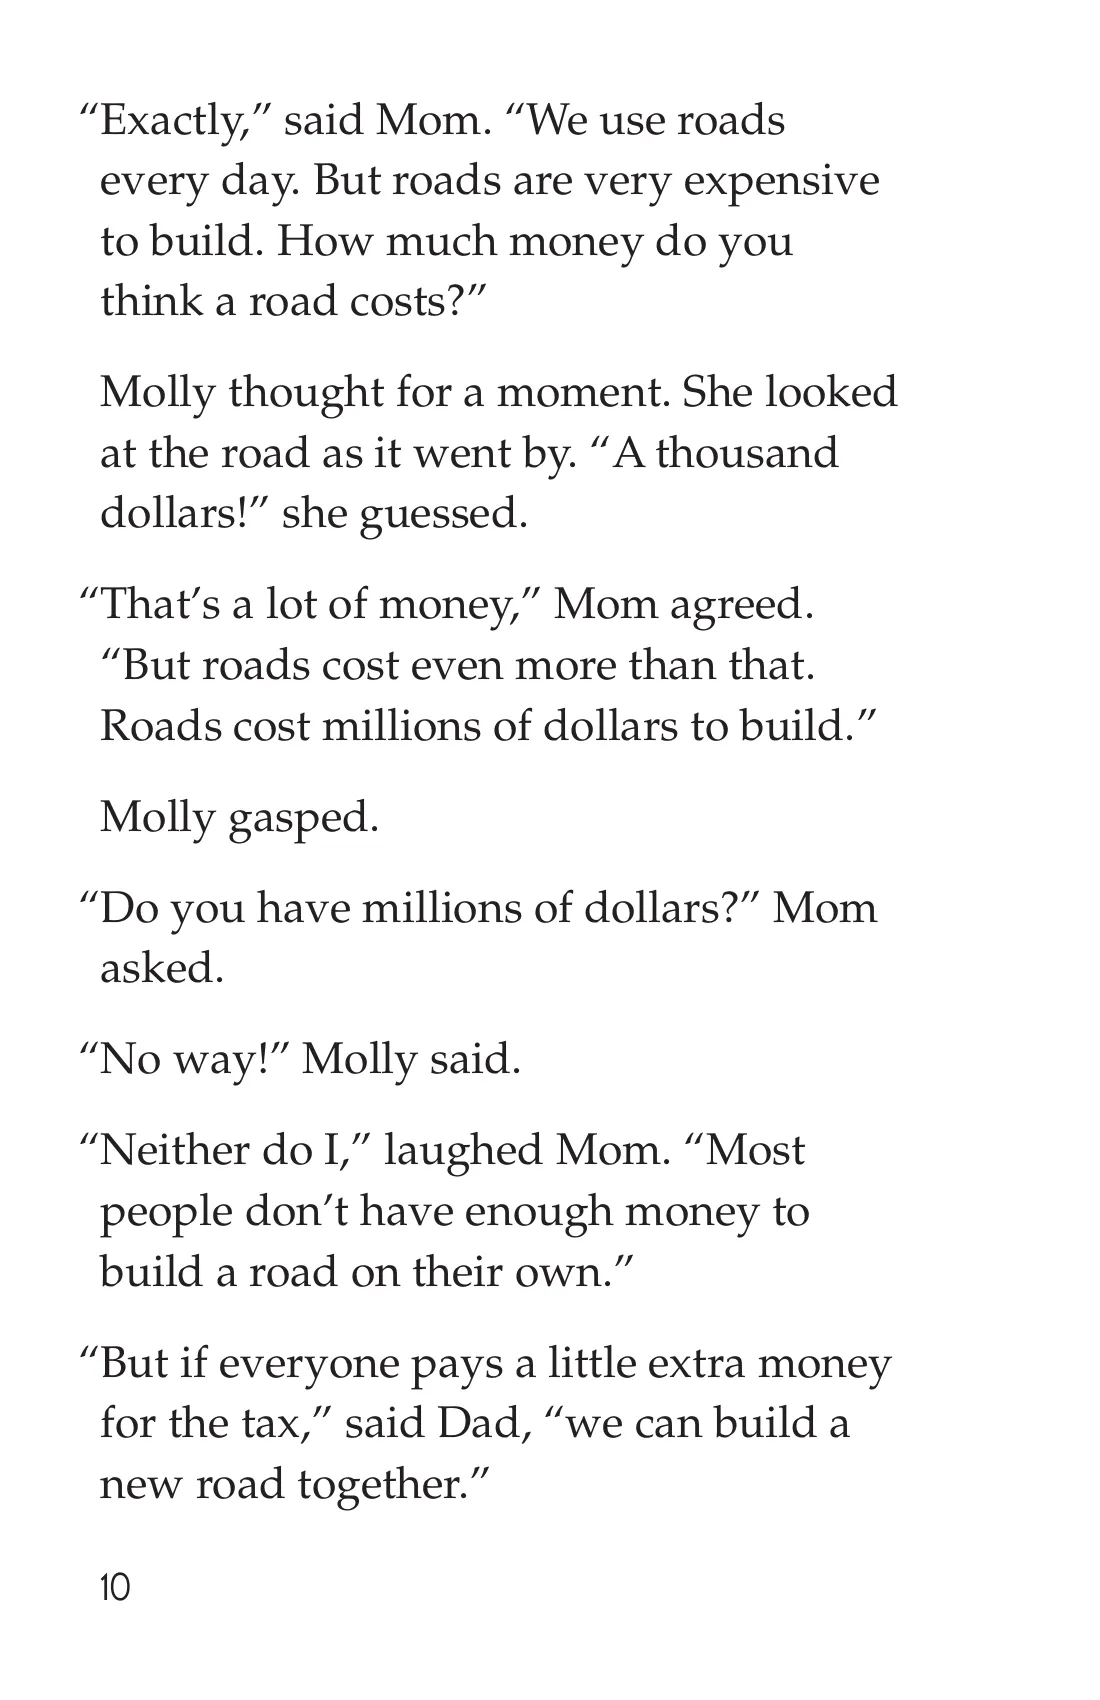 “Exactly,” said Mom. “We use roads
every day. But roads are very expensive
to build. How much money do you
think a road costs?”
Molly thought for a moment. She looked
at the road as it went by. “A thousand
dollars!” she guessed.
“That’s a lot of money,” Mom agreed.
“But roads cost even more than that.
Roads cost millions of dollars to build.”
Molly gasped.
“Do you have millions of dollars?” Mom
asked.
“No way!” Molly said.
“Neither do I,” laughed Mom. “Most
people don’t have enough money to
build a road on their own.”
“But if everyone pays a little extra money
for the tax,” said Dad, “we can build a
new road together.”
10